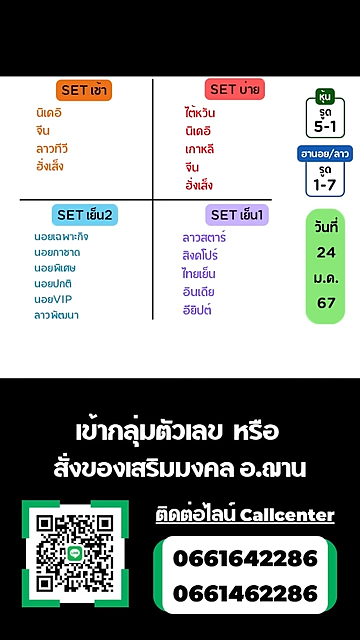 SET เช้า
นิเคอิ
จีน
ลาวทีวี
ฮั่งเส็ง
SET บ่าย
ไต้หวัน
นิเคอิ
เกาหลี
จีน
ฮั่งเส็ง
หุ้น
รูด
5-1
ฮานอย/ลาว
รูด
1-7
SET เย็น2
นอยเฉพาะกิจ
นอยกาชาด
นอยพิเศษ
นอยปกติ
นอยVIP
ลาวพัฒนา
SET เย็น1
ลาวสตาร์
สิงคโปร์
ไทยเย็น
อินเดีย
อียิปต์
วันที่
24
ม.ค.
67
เข้ากลุ่มตัวเลข หรือ
สั่งของเสริมมงคล อ.ฌาน
ติดต่อไลน์ Callcenter
0661642286
0661462286
LINE